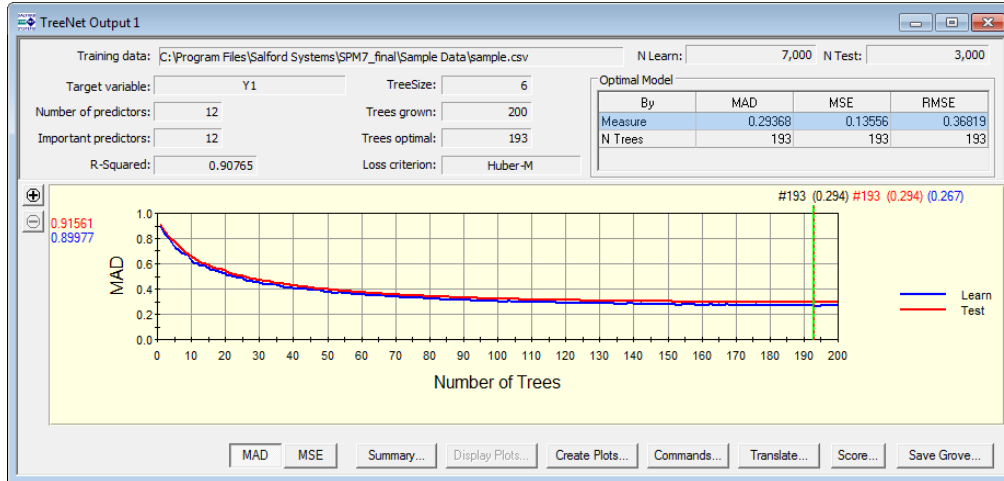 TreeNet Output 1
Training data: C:\Program Files\Salford Systems\SPM7_final\Sample Data\sample.csv N Learn: 7,000 N Test: 3,000
Target variable: Y1 TreeSize: 6
Number of predictors: 12 Trees grown: 200
Important predictors: 12 Trees optimal: 193
R-Squared: 0.90765 Loss criterion: Huber-M
Optimal Model
By MAD MSE RMSE
Measure 0.29368 0.13556 0.36819
N Trees 193 193 193
#193 (0.294) #193 (0.294) (0.267)
0.91561
0.89977
MAD
1.0
0.8
0.6
0.4
0.2
0.0
0 10 20 30 40 50 60 70 80 90 100 110 120 130 140 150 160 170 180 190 200
Number of Trees
Learn
Test
MAD MSE Summary... Display Plots... Create Plots... Commands... Translate... Score... Save Grove...